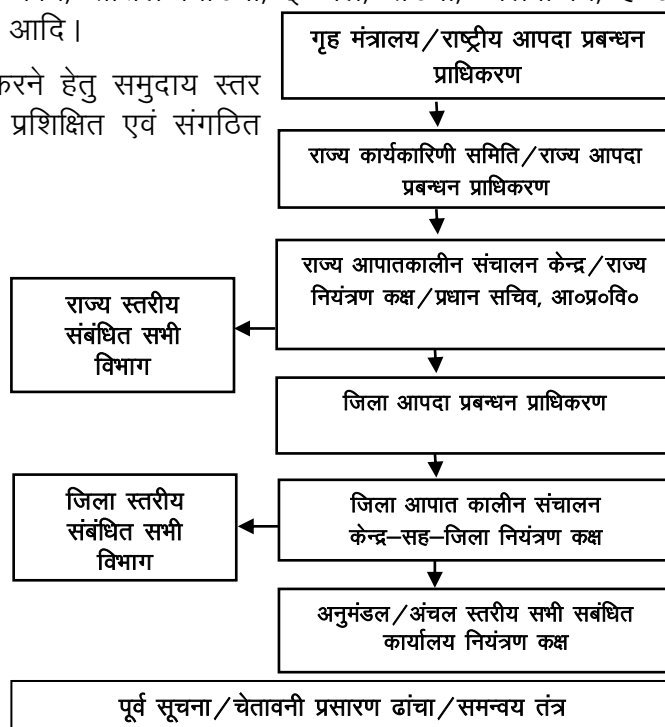 आदि।
करने हेतु समुदाय स्तर
प्रशिक्षित एवं संगठित
गृह मंत्रालय/राष्ट्रीय आपदा प्रबन्धन
प्राधिकरण
राज्य कार्यकारिणी समिति/राज्य आपदा
प्रबन्धन प्राधिकरण
राज्य आपातकालीन संचालन केन्द्र/राज्य
नियंत्रण कक्ष/प्रधान सचिव, आ०प्र०वि०
राज्य स्तरीय
संबंधित सभी
विभाग
जिला आपदा प्रबन्धन प्राधिकरण
जिला आपात कालीन संचालन
केन्द्र–सह–जिला नियंत्रण कक्ष
जिला स्तरीय
संबंधित सभी
विभाग
अनुमंडल/अंचल स्तरीय सभी सबंधित
कार्यालय नियंत्रण कक्ष
पूर्व सूचना/चेतावनी प्रसारण ढांचा/समन्वय तंत्र